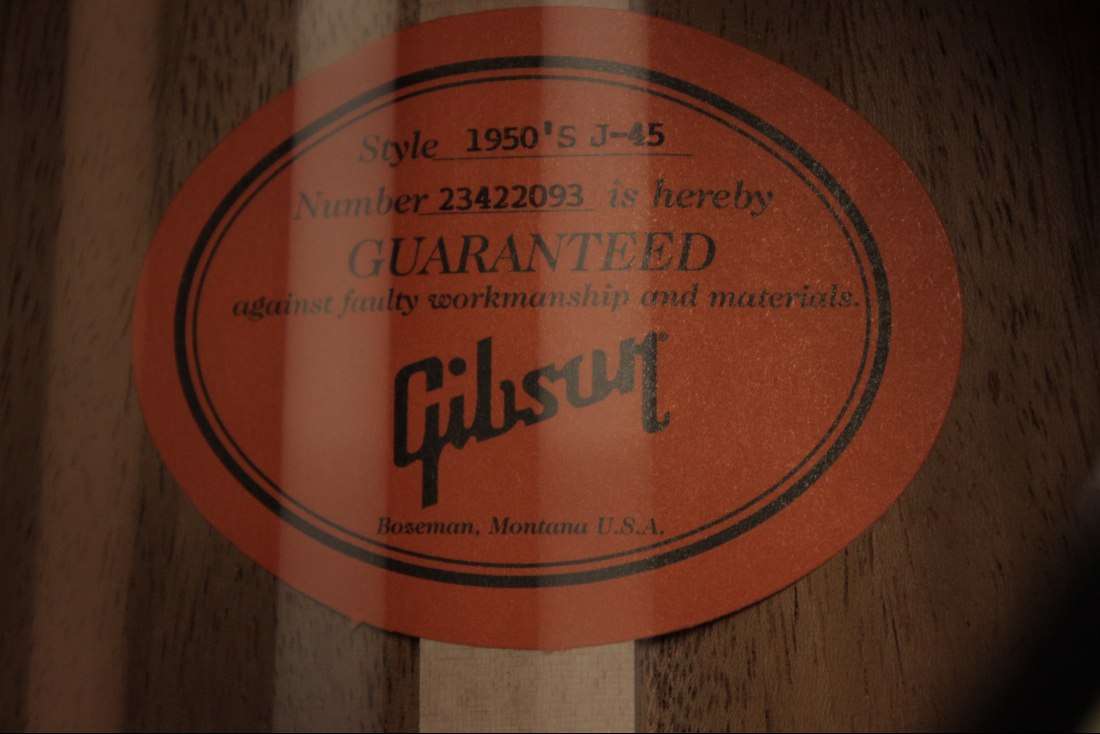 Style 1950'S J-45
Number 23422093 is hereby
GUARANTEED
against faulty workmanship and materials.
Gibson
Bozeman, Montana U.S.A.